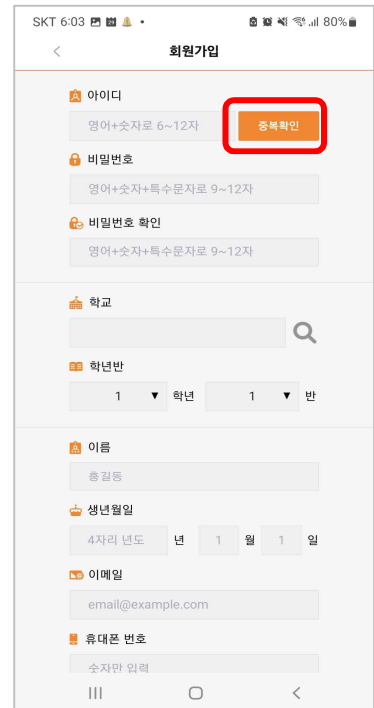 SKT 6:03 80%
회원가입
아이디
영어+숫자로 6~12자 중복확인
비밀번호
영어+숫자+특수문자로 9~12자
비밀번호 확인
영어+숫자+특수문자로 9~12자
학교
학년반
1 ▼ 학년 1 ▼ 반
이름
홍길동
생년월일
4자리 년도 년 1 월 1 일
이메일
email@example.com
휴대폰 번호
숫자만 입력